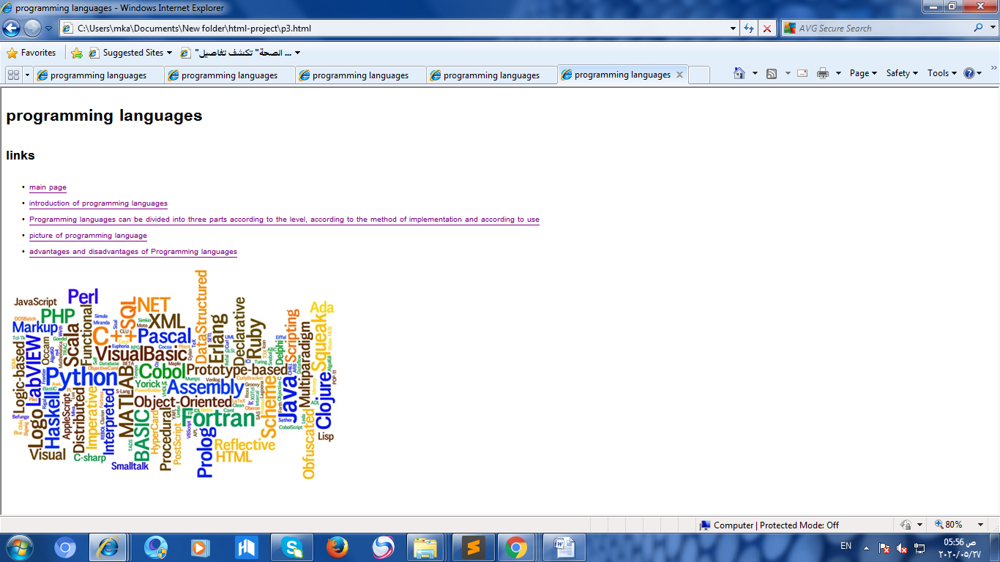 programming languages - Windows Internet Explorer
C:\Users\mka\Documents\New folder\html-project\p3.html
AVG Secure Search
Favorites
Suggested Sites
"الصحة" تكشف تفاصيل ...
programming languages
programming languages
programming languages
programming languages
programming languages
Page
Safety
Tools
programming languages
links
• main page
• introduction of programming languages
• Programming languages can be divided into three parts according to the level, according to the method of implementation and according to use
• picture of programming language
• advantages and disadvantages of Programming languages
JavaScript
Perl
PHP
Markup
Functional
Scala
SQL
.NET
XML
C++
Pascal
DataStructured
Erlang
Declarative
Ruby
Scripting
Ada
Squeak
Multiparadigm
Delphi
VisualBasic
Cobol
Prototype-based
Logic-based
LabVIEW
Occam
Python
MATLAB
Yorick
Assembly
Object-Oriented
Fortran
Scheme
Java
Clojure
Logo
Haskell
AppleScript
Distributed
Imperative
Interpreted
BASIC
HyperCard
Procedural
PostScript
Prolog
Reflective
HTML
Obfuscated
Lisp
Visual
C-sharp
Smalltalk
Computer | Protected Mode: Off
80%
EN
05:56 ص
٢٠٢٠/٠٥/٢٧